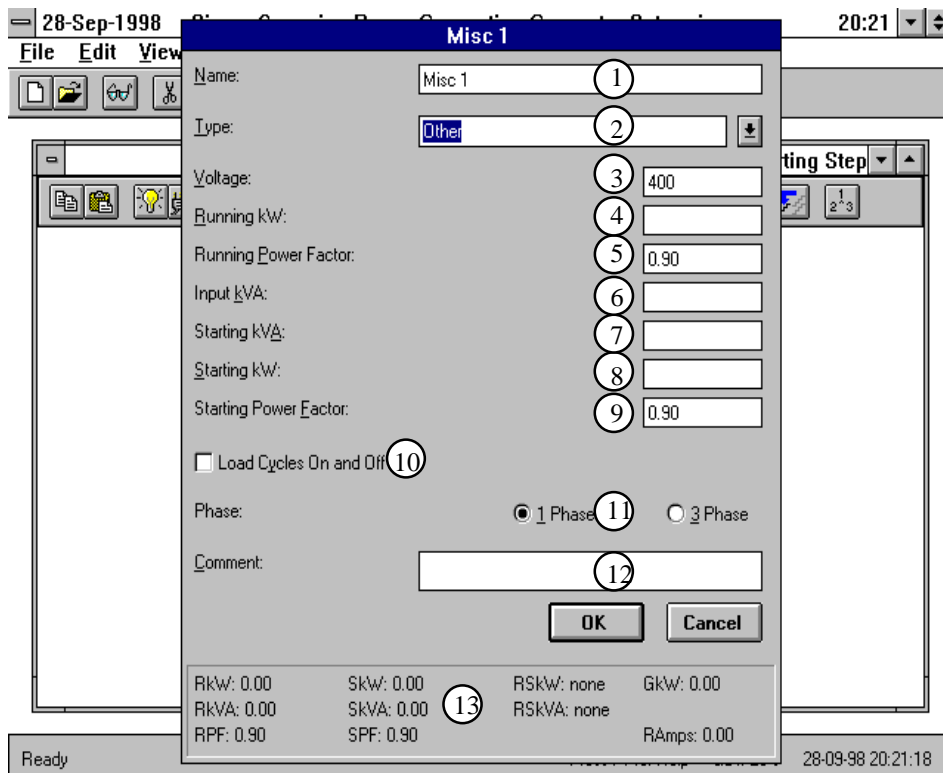 28-Sep-1998 20:21
Misc 1
File Edit View
Name: Misc 1 1
Type: Other 2
ting Step
Voltage: 3 400
Running kW: 4
Running Power Factor: 5 0.90
Input kVA: 6
Starting kVA: 7
Starting kW: 8
Starting Power Factor: 9 0.90
Load Cycles On and Off 10
Phase: 1 Phase 11 3 Phase
Comment: 12
OK Cancel
RkW: 0.00 SkW: 0.00 RSkW: none GkW: 0.00
RkVA: 0.00 SkVA: 0.00 13 RSkVA: none
RPF: 0.90 SPF: 0.90 RAmps: 0.00
Ready 28-09-98 20:21:18